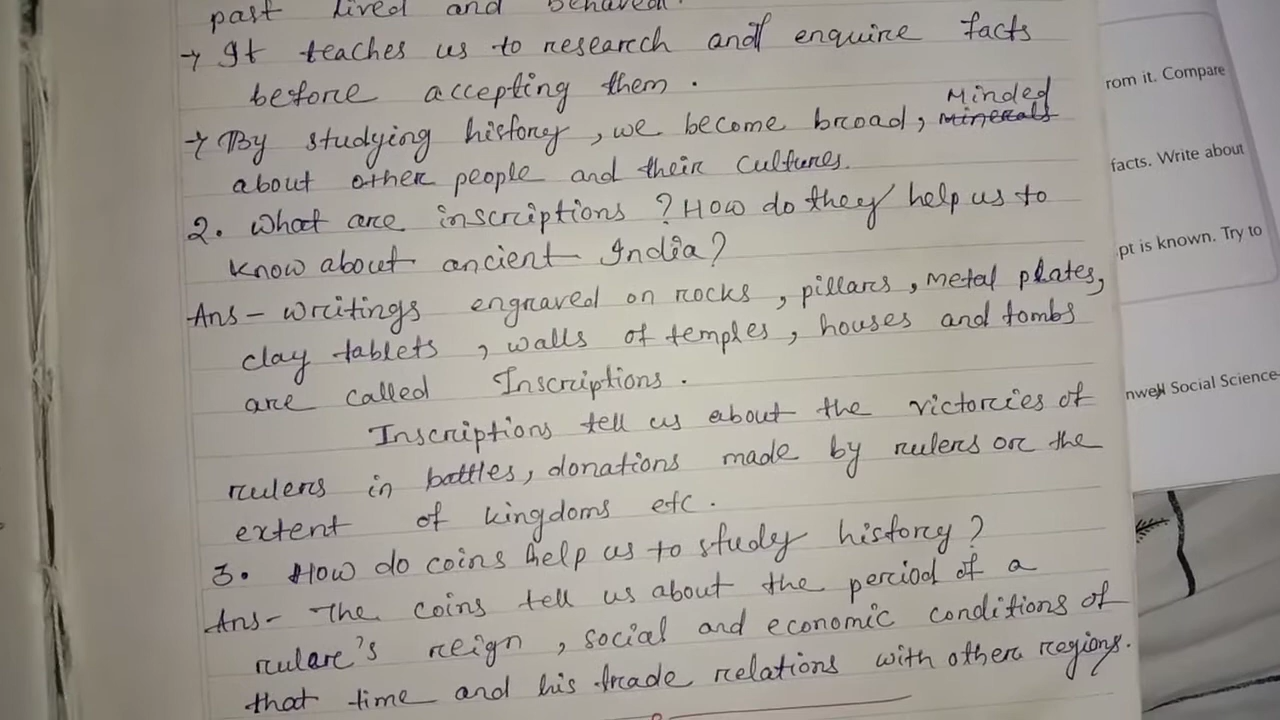 past lived and behaved.
→ It teaches us to research and enquire facts
before accepting them.
→ By studying history, we become broad, Minded minerals
about other people and their cultures.
2. What are inscriptions? How do they help us to
know about ancient India?
Ans- Writings engraved on rocks, pillars, metal plates,
clay tablets, walls of temples, houses and tombs
are called Inscriptions.
Inscriptions tell us about the victories of
rulers in battles, donations made by rulers or the
extent of kingdoms etc.
3. How do coins help us to study history?
Ans- The coins tell us about the period of a
rulare's reign, social and economic conditions of
that time and his trade relations with other regions.
rom it. Compare
facts. Write about
pt is known. Try to
nwell Social Science